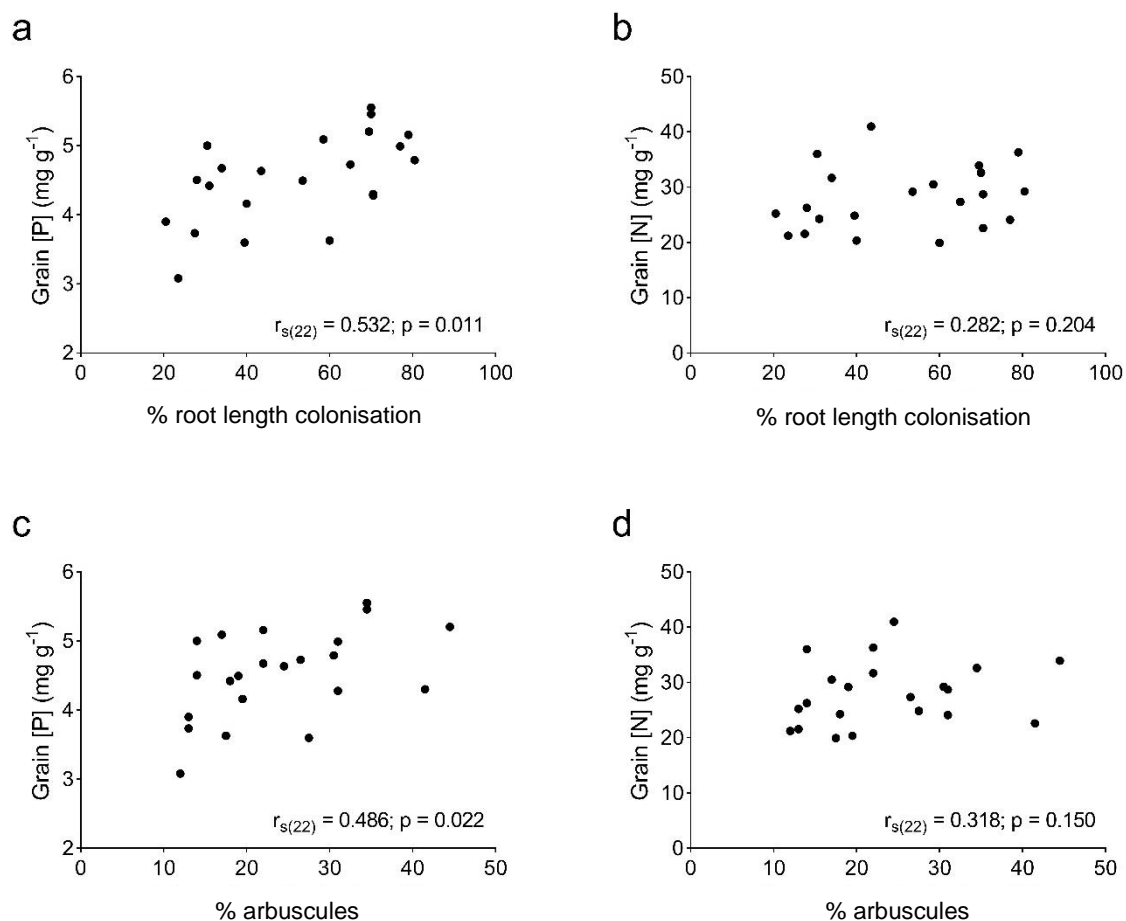 a
b
6
5
4
3
2
Grain [P] (mg g⁻¹)
rₛ₍₂₂₎ = 0.532; p = 0.011
0 20 40 60 80 100
% root length colonisation
50
40
30
20
10
0
Grain [N] (mg g⁻¹)
rₛ₍₂₂₎ = 0.282; p = 0.204
0 20 40 60 80 100
% root length colonisation
c
d
6
5
4
3
2
Grain [P] (mg g⁻¹)
rₛ₍₂₂₎ = 0.486; p = 0.022
0 10 20 30 40 50
% arbuscules
50
40
30
20
10
0
Grain [N] (mg g⁻¹)
rₛ₍₂₂₎ = 0.318; p = 0.150
0 10 20 30 40 50
% arbuscules